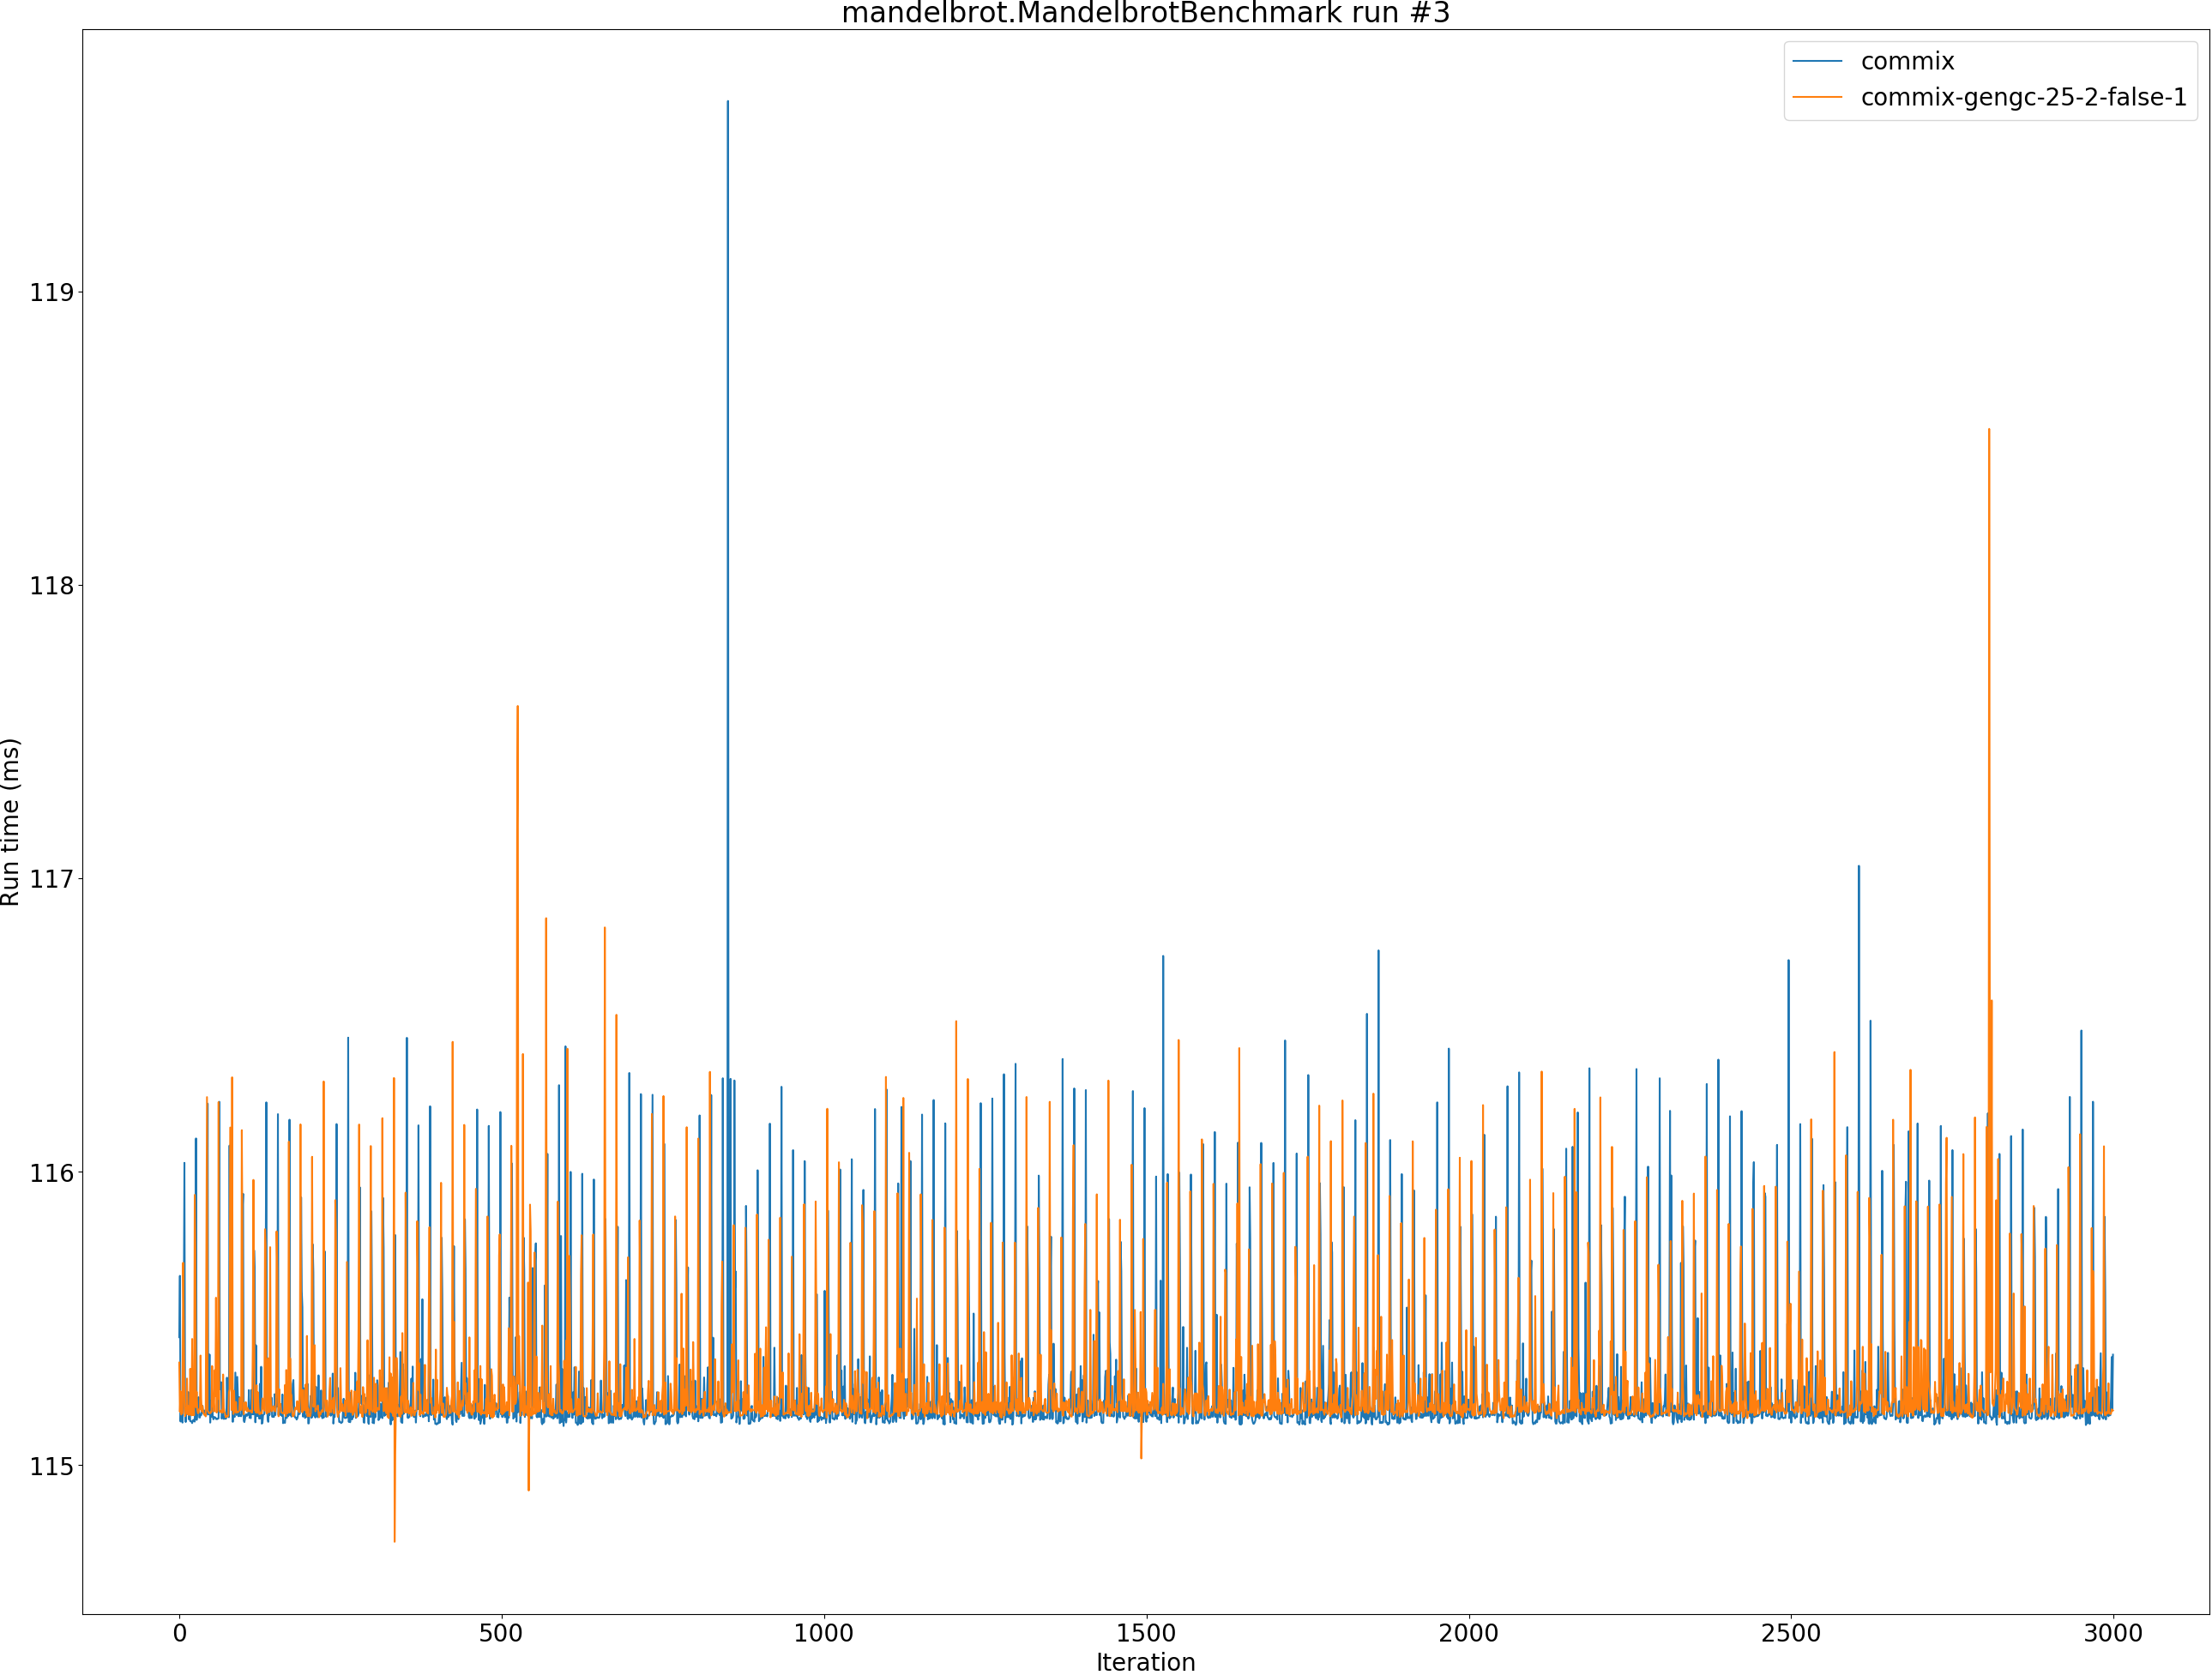 mandelbrot.MandelbrotBenchmark run #3
commix
commix-gengc-25-2-false-1
Run time (ms)
119
118
117
116
115
0 500 1000 1500 2000 2500 3000
Iteration